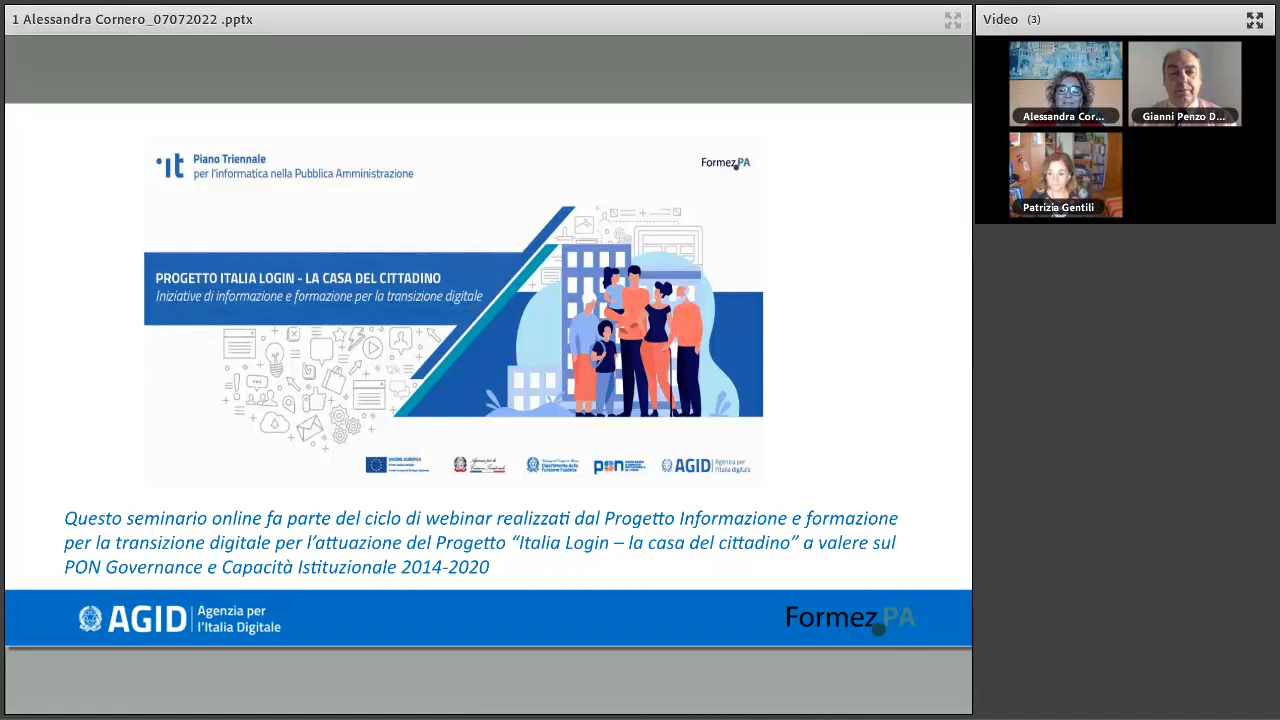 1 Alessandra Cornero_07072022 .pptx
Video (3)
Alessandra Cor...
Gianni Penzo D...
Patrizia Gentili
Piano Triennale
per l'informatica nella Pubblica Amministrazione
FormezPA
PROGETTO ITALIA LOGIN - LA CASA DEL CITTADINO
Iniziative di informazione e formazione per la transizione digitale
12k
UNIONE EUROPEA
pon
AGID Agenzia per
l'Italia digitale
Questo seminario online fa parte del ciclo di webinar realizzati dal Progetto Informazione e formazione
per la transizione digitale per l'attuazione del Progetto “Italia Login – la casa del cittadino” a valere sul
PON Governance e Capacità Istituzionale 2014-2020
AGID Agenzia per
l'Italia Digitale
FormezPA